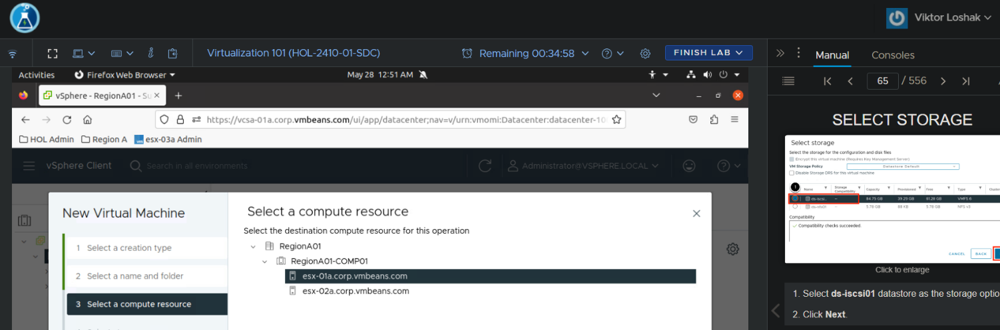 Viktor Loshak
Virtualization 101 (HOL-2410-01-SDC)
Remaining 00:34:58
FINISH LAB
Manual
Consoles
Activities
Firefox Web Browser
May 28 12:51 AM
65 / 556
vSphere - RegionA01 - Su
https://vcsa-01a.corp.vmbeans.com/ui/app/datacenter;nav=v/urn:vmomi:Datacenter:datacenter-10
HOL Admin
Region A
esx-03a Admin
vSphere Client
Search in all environments
Administrator@VSPHERE.LOCAL
New Virtual Machine
1 Select a creation type
2 Select a name and folder
3 Select a compute resource
Select a compute resource
Select the destination compute resource for this operation
RegionA01
RegionA01-COMP01
esx-01a.corp.vmbeans.com
esx-02a.corp.vmbeans.com
SELECT STORAGE
Select storage
Select the storage for the configuration and disk files
Encrypt this virtual machine (Requires Key Management Server)
VM Storage Policy
Datastore Default
Disable Storage DRS for this virtual machine
1
Name Storage Compatibility Capacity Provisioned Free Type Cluster
ds-iscsi... -- 84.75 GB 39.29 GB 61.28 GB VMFS 6
ds-nfs01 -- 5.78 GB 88 KB 5.78 GB NFS v3
Compatibility
Compatibility checks succeeded.
CANCEL
BACK
Click to enlarge
1. Select ds-iscsi01 datastore as the storage optio
2. Click Next.